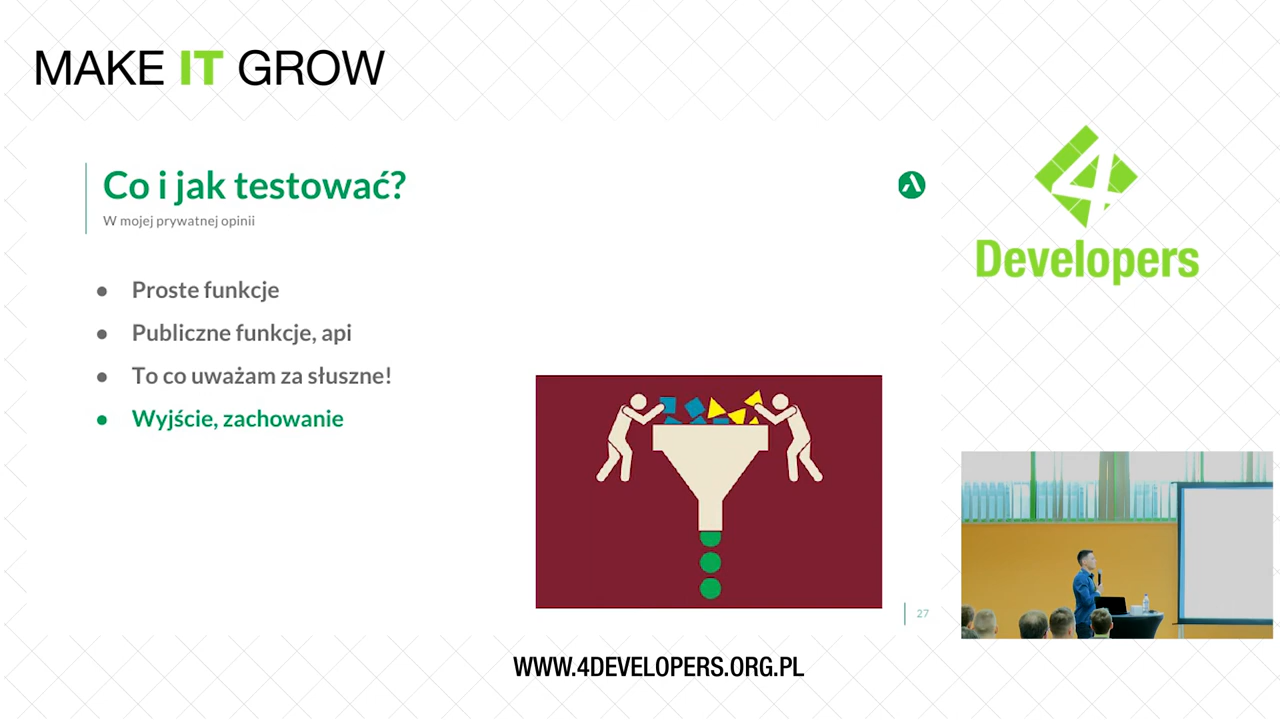 MAKE IT GROW
Co i jak testować?
W mojej prywatnej opinii
● Proste funkcje
● Publiczne funkcje, api
● To co uważam za słuszne!
● Wyjście, zachowanie
27
4
Developers
WWW.4DEVELOPERS.ORG.PL